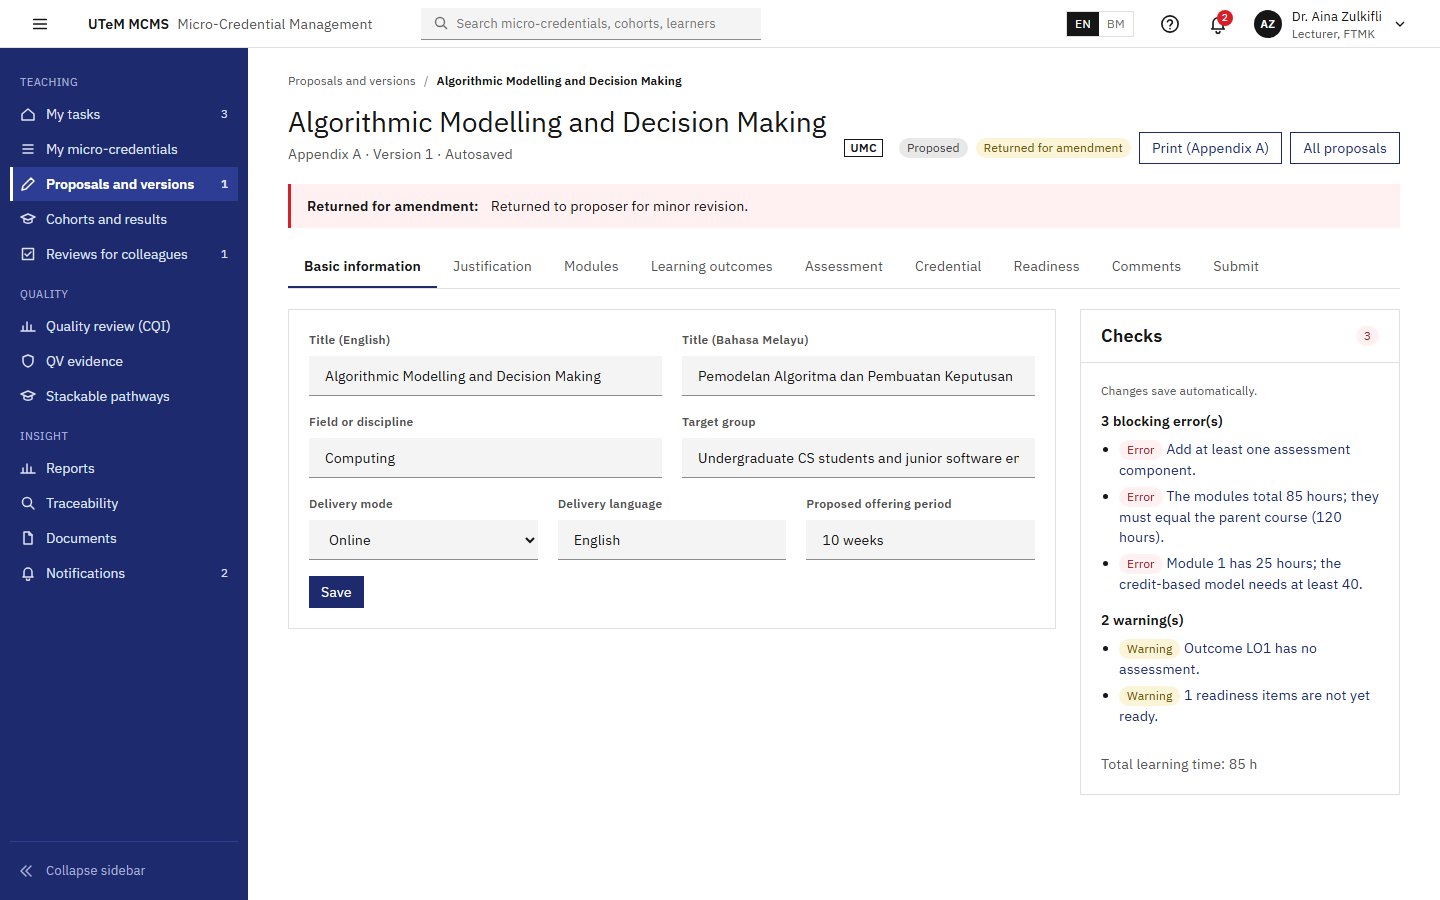 UTeM MCMS Micro-Credential Management
Search micro-credentials, cohorts, learners
EN BM
2
AZ
Dr. Aina Zulkifli
Lecturer, FTMK
TEACHING
My tasks 3
My micro-credentials
Proposals and versions 1
Cohorts and results
Reviews for colleagues 1
QUALITY
Quality review (CQI)
QV evidence
Stackable pathways
INSIGHT
Reports
Traceability
Documents
Notifications 2
Collapse sidebar
Proposals and versions / Algorithmic Modelling and Decision Making
Algorithmic Modelling and Decision Making
Appendix A · Version 1 · Autosaved
UMC Proposed Returned for amendment Print (Appendix A) All proposals
Returned for amendment: Returned to proposer for minor revision.
Basic information Justification Modules Learning outcomes Assessment Credential Readiness Comments Submit
Title (English) Title (Bahasa Melayu)
Algorithmic Modelling and Decision Making Pemodelan Algoritma dan Pembuatan Keputusan
Field or discipline Target group
Computing Undergraduate CS students and junior software er
Delivery mode Delivery language Proposed offering period
Online English 10 weeks
Save
Checks 3
Changes save automatically.
3 blocking error(s)
Error Add at least one assessment
component.
Error The modules total 85 hours; they
must equal the parent course (120
hours).
Error Module 1 has 25 hours; the
credit-based model needs at least 40.
2 warning(s)
Warning Outcome LO1 has no
assessment.
Warning 1 readiness items are not yet
ready.
Total learning time: 85 h